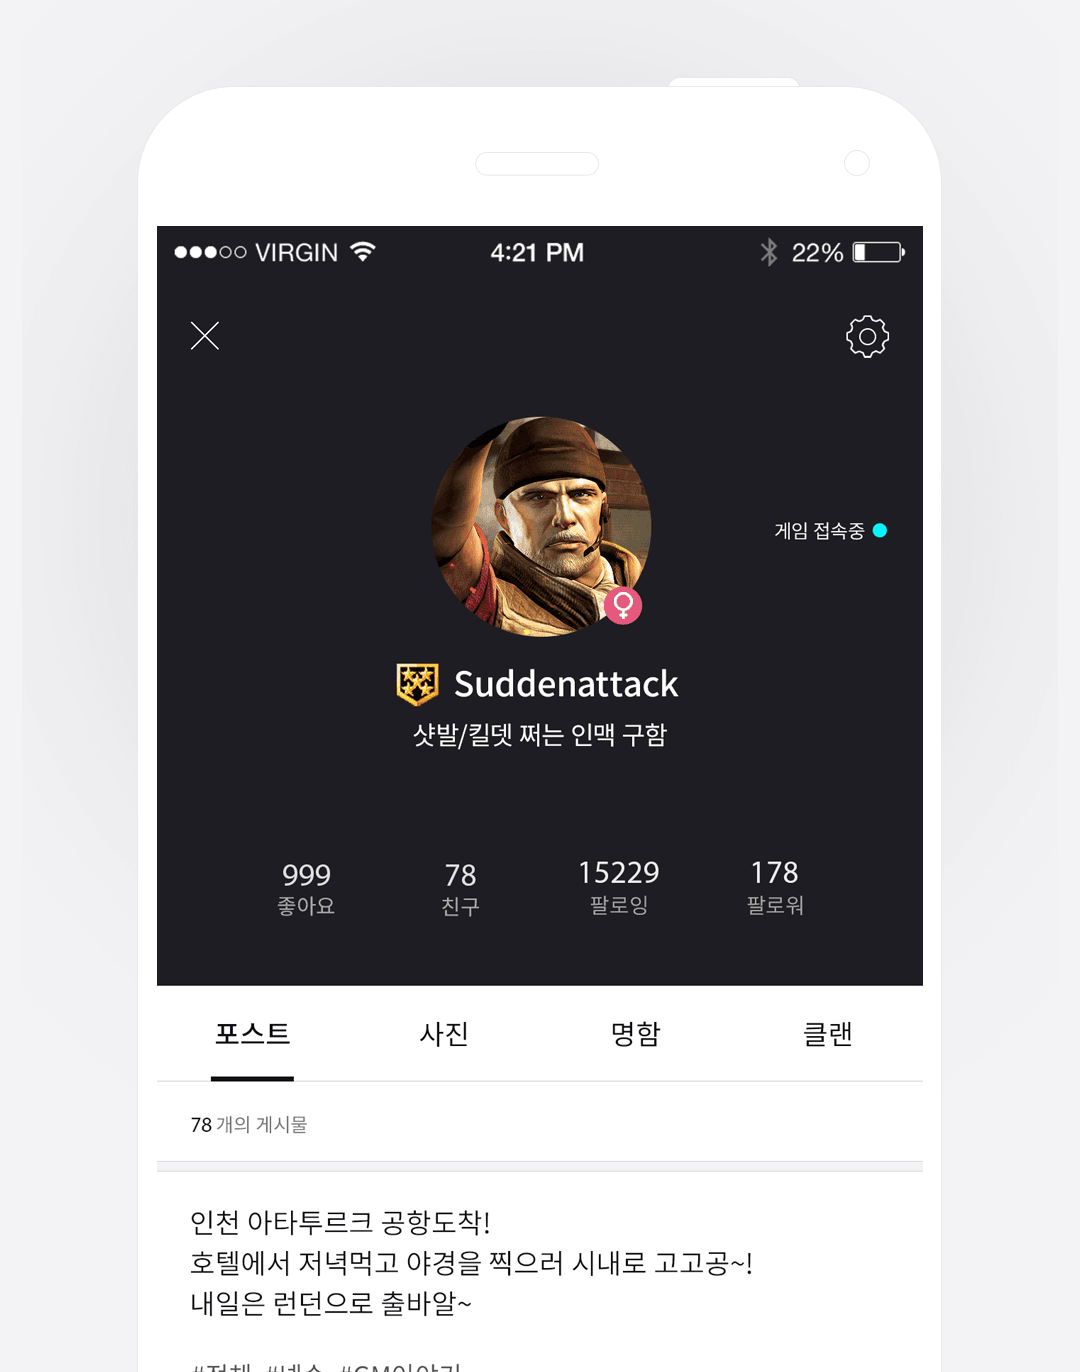 VIRGIN 4:21 PM 22%
게임 접속중
Suddenattack
샷발/킬뎃 쩌는 인맥 구함
999 78 15229 178
좋아요 친구 팔로잉 팔로워
포스트 사진 명함 클랜
78 개의 게시물
인천 아타투르크 공항도착!
호텔에서 저녁먹고 야경을 찍으러 시내로 고고공~!
내일은 런던으로 출바알~